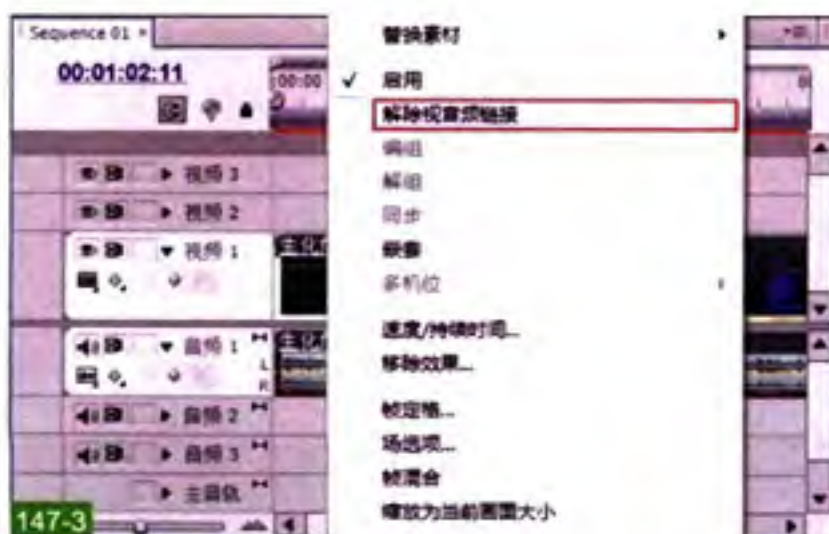 Sequence 01 ×
00:01:02:11
:00:00
视频 3
视频 2
视频 1
音频 1
L
R
音频 2
音频 3
主音轨
替换素材
✓ 启用
解除视音频链接
编组
解组
同步
嵌套
多机位
速度/持续时间...
移除效果...
帧定格...
场选项...
帧混合
缩放为当前画面大小
147-3